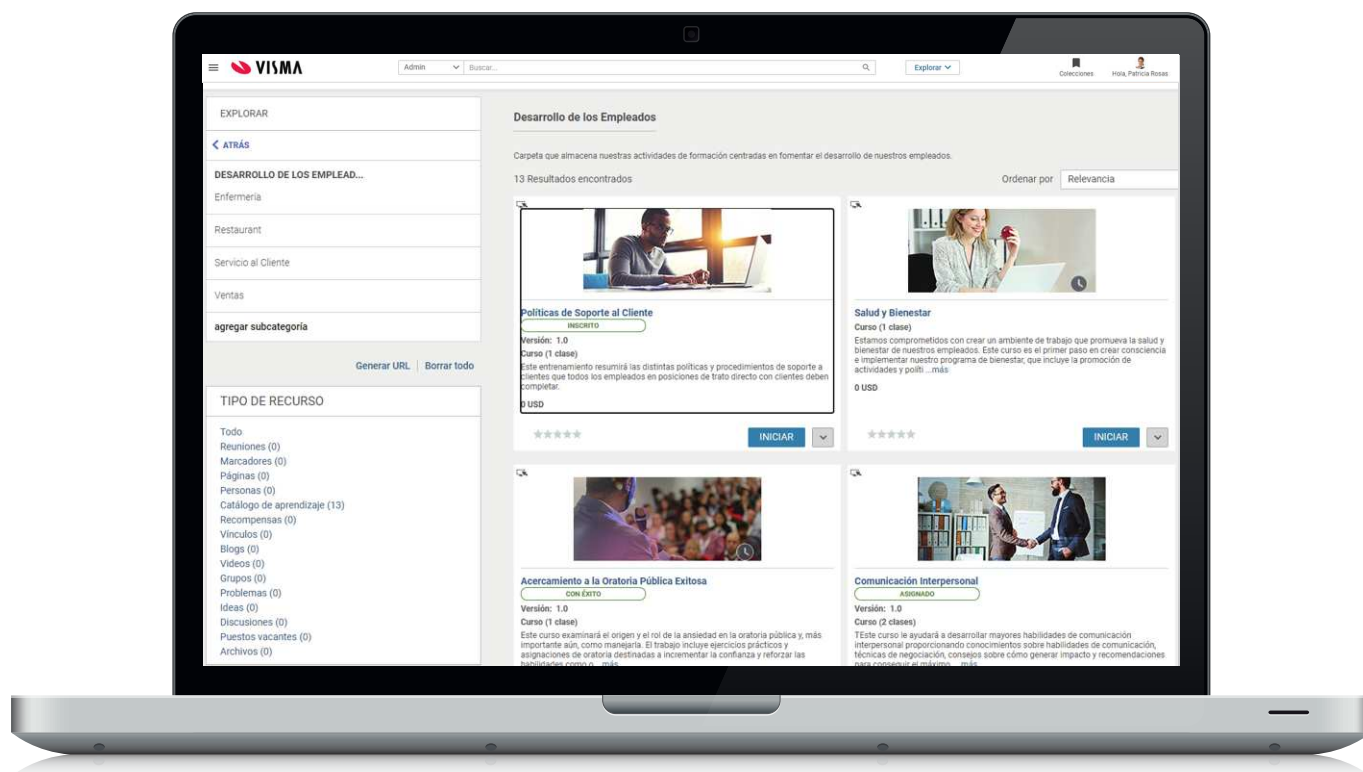 VISMA
Admin
Buscar...
Explorar
Colecciones
Hola, Patricia Rosas
EXPLORAR
ATRÁS
DESARROLLO DE LOS EMPLEAD...
Enfermeria
Restaurant
Servicio al Cliente
Ventas
agregar subcategoría
Generar URL | Borrar todo
TIPO DE RECURSO
Todo
Reuniones (0)
Marcadores (0)
Páginas (0)
Personas (0)
Catálogo de aprendizaje (13)
Recompensas (0)
Vínculos (0)
Blogs (0)
Videos (0)
Grupos (0)
Problemas (0)
Ideas (0)
Discusiones (0)
Puestos vacantes (0)
Archivos (0)
Desarrollo de los Empleados
Carpeta que almacena nuestras actividades de formación centradas en fomentar el desarrollo de nuestros empleados.
13 Resultados encontrados
Ordenar por
Relevancia
Políticas de Soporte al Cliente
INSCRITO
Versión: 1.0
Curso (1 clase)
Este entrenamiento resumirá las distintas políticas y procedimientos de soporte a
clientes que todos los empleados en posiciones de trato directo con clientes deben
completar.
0 USD
INICIAR
Salud y Bienestar
Curso (1 clase)
Estamos comprometidos con crear un ambiente de trabajo que promueva la salud y
bienestar de nuestros empleados. Este curso es el primer paso en crear consciencia
e implementar nuestro programa de bienestar, que incluye la promoción de
actividades y políti ...más
0 USD
INICIAR
Acercamiento a la Oratoria Pública Exitosa
CON ÉXITO
Versión: 1.0
Curso (1 clase)
Este curso examinará el origen y el rol de la ansiedad en la oratoria pública y, más
importante aún, como manejarla. El trabajo incluye ejercicios prácticos y
asignaciones de oratoria destinadas a incrementar la confianza y reforzar las
habilidades como o ...más
Comunicación Interpersonal
ASIGNADO
Versión: 1.0
Curso (2 clases)
TEste curso le ayudará a desarrollar mayores habilidades de comunicación
interpersonal proporcionando conocimientos sobre habilidades de comunicación,
técnicas de negociación, consejos sobre cómo generar impacto y recomendaciones
para conseguir el máximo ...más